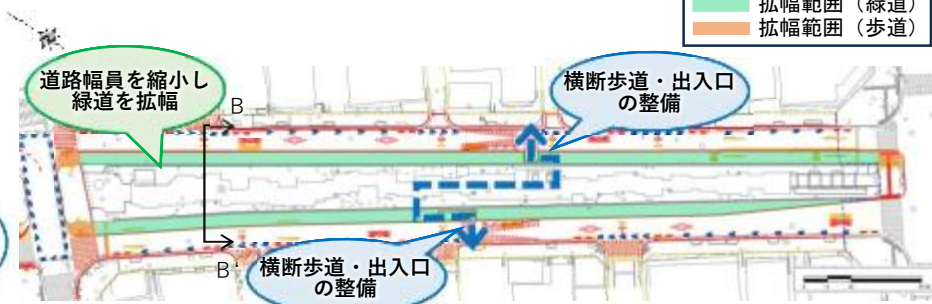 拡幅範囲（緑道）
拡幅範囲（歩道）
道路幅員を縮小し
緑道を拡幅
横断歩道・出入口
の整備
B
B'
横断歩道・出入口
の整備